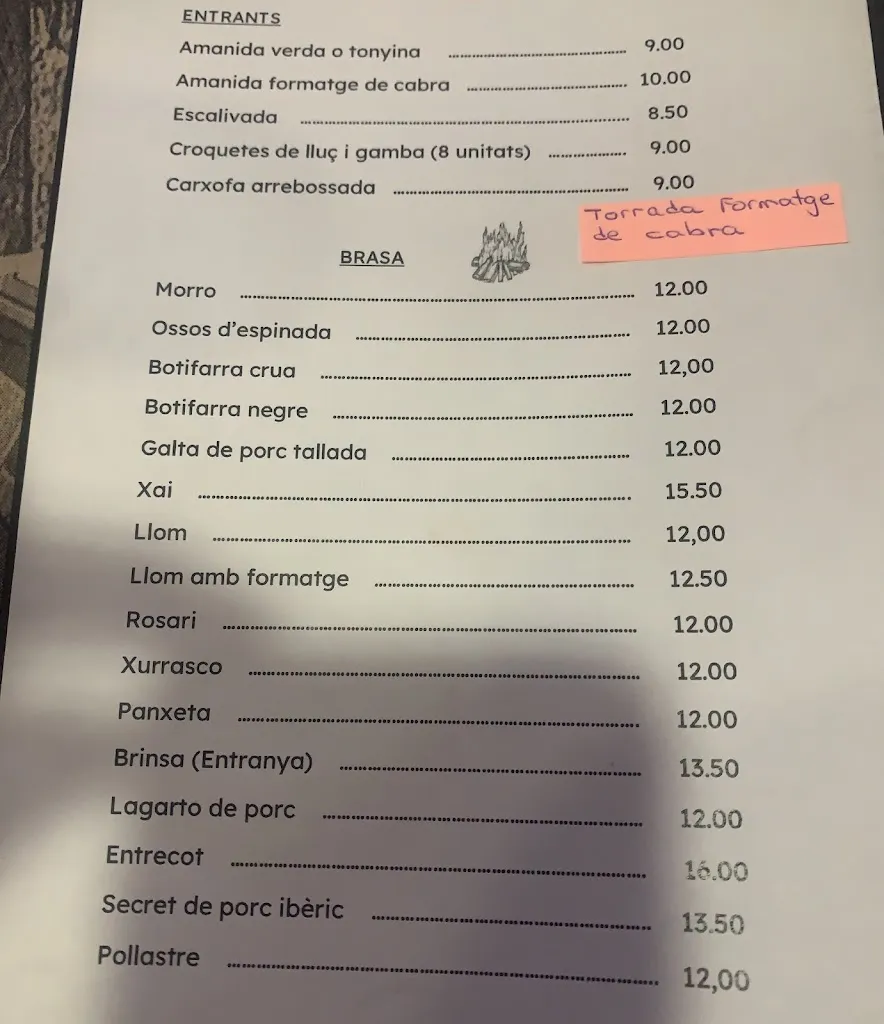 ENTRANTS
Amanida verda o tonyina ........................................ 9.00
Amanida formatge de cabra ........................................ 10.00
Escalivada ........................................ 8.50
Croquetes de lluç i gamba (8 unitats) .................... 9.00
Carxofa arrebossada ........................................ 9.00
Torrada Formatge
de cabra
BRASA
Morro ........................................ 12.00
Ossos d'espinada ........................................ 12.00
Botifarra crua ........................................ 12,00
Botifarra negre ........................................ 12.00
Galta de porc tallada ........................................ 12.00
Xai ........................................ 15.50
Llom ........................................ 12,00
Llom amb formatge ........................................ 12.50
Rosari ........................................ 12.00
Xurrasco ........................................ 12.00
Panxeta ........................................ 12.00
Brinsa (Entranya) ........................................ 13.50
Lagarto de porc ........................................ 12.00
Entrecot ........................................ 16.00
Secret de porc ibèric ........................................ 13.50
Pollastre ........................................ 12,00